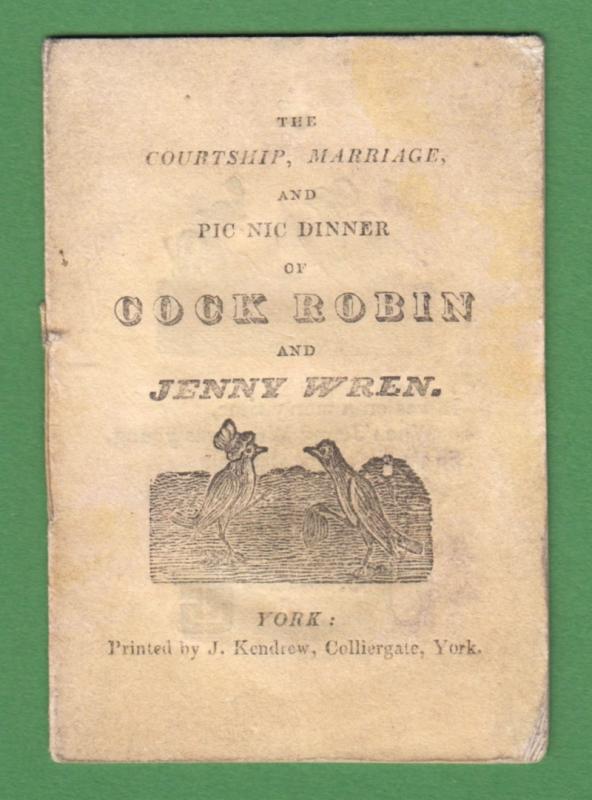 THE
COURTSHIP, MARRIAGE,
AND
PIC NIC DINNER
OF
COCK ROBIN
AND
JENNY WREN.
YORK:
Printed by J. Kendrew, Colliergate, York.